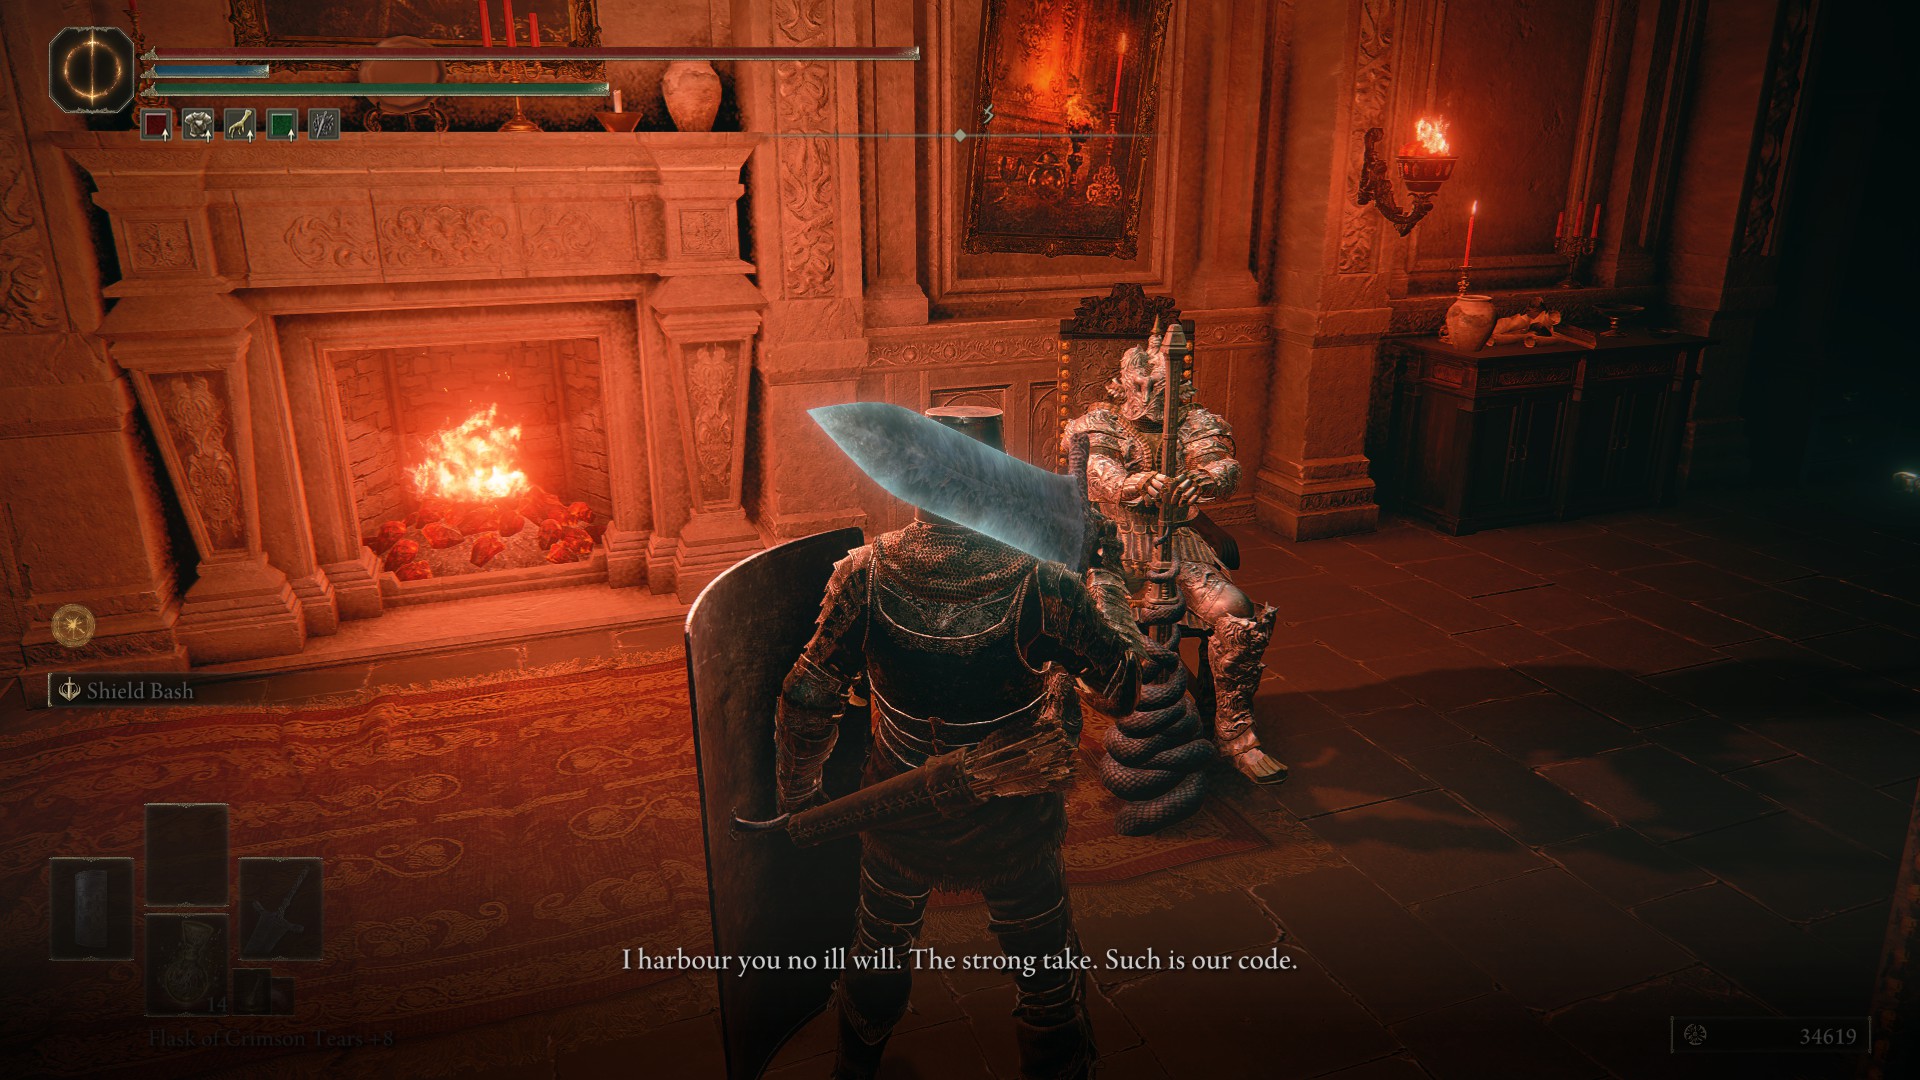 Shield Bash
I harbour you no ill will. The strong take. Such is our code.
14
Flask of Crimson Tears +8
34619